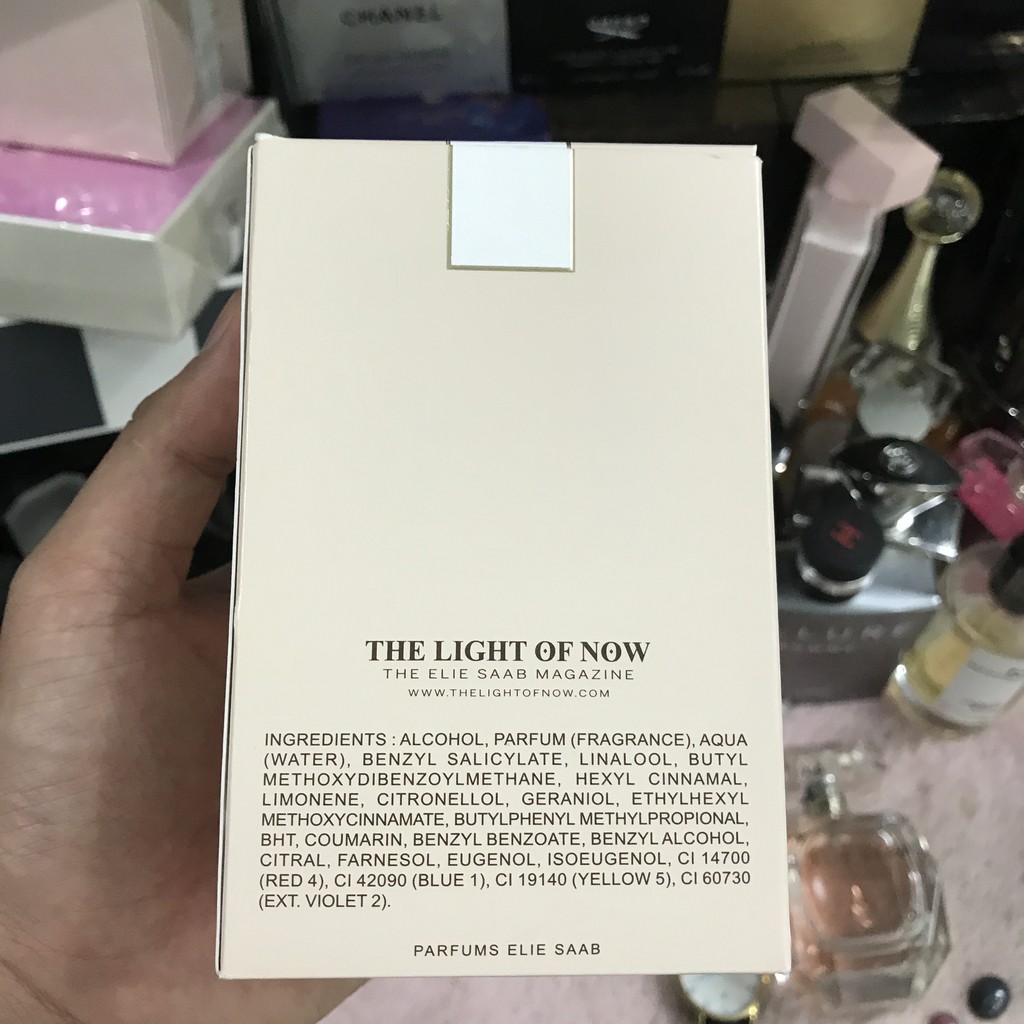 CHANEL
THE LIGHT OF NOW
THE ELIE SAAB MAGAZINE
WWW.THELIGHTOFNOW.COM
INGREDIENTS : ALCOHOL, PARFUM (FRAGRANCE), AQUA
(WATER), BENZYL SALICYLATE, LINALOOL, BUTYL
METHOXYDIBENZOYLMETHANE, HEXYL CINNAMAL,
LIMONENE, CITRONELLOL, GERANIOL, ETHYLHEXYL
METHOXYCINNAMATE, BUTYLPHENYL METHYLPROPIONAL,
BHT, COUMARIN, BENZYL BENZOATE, BENZYL ALCOHOL,
CITRAL, FARNESOL, EUGENOL, ISOEUGENOL, CI 14700
(RED 4), CI 42090 (BLUE 1), CI 19140 (YELLOW 5), CI 60730
(EXT. VIOLET 2).
PARFUMS ELIE SAAB